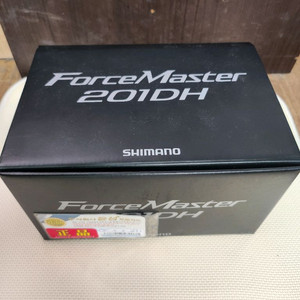 ForceMaster
201DH
SHIMANO
ForceMaster
201DH
正品